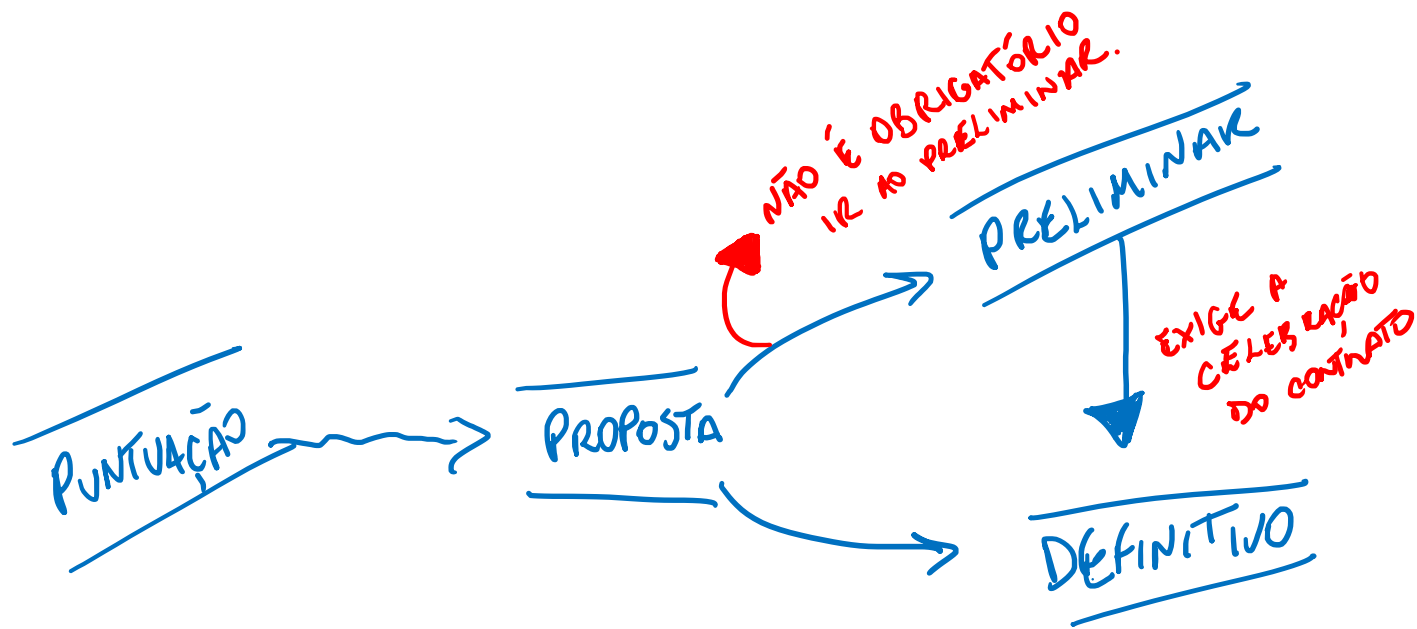 PUNTUAÇÃO
PROPOSTA
NÃO É OBRIGATÓRIO
IR AO PRELIMINAR.
PRELIMINAR
EXIGE A
CELEBRAÇÃO
DO CONTRATO
DEFINITIVO